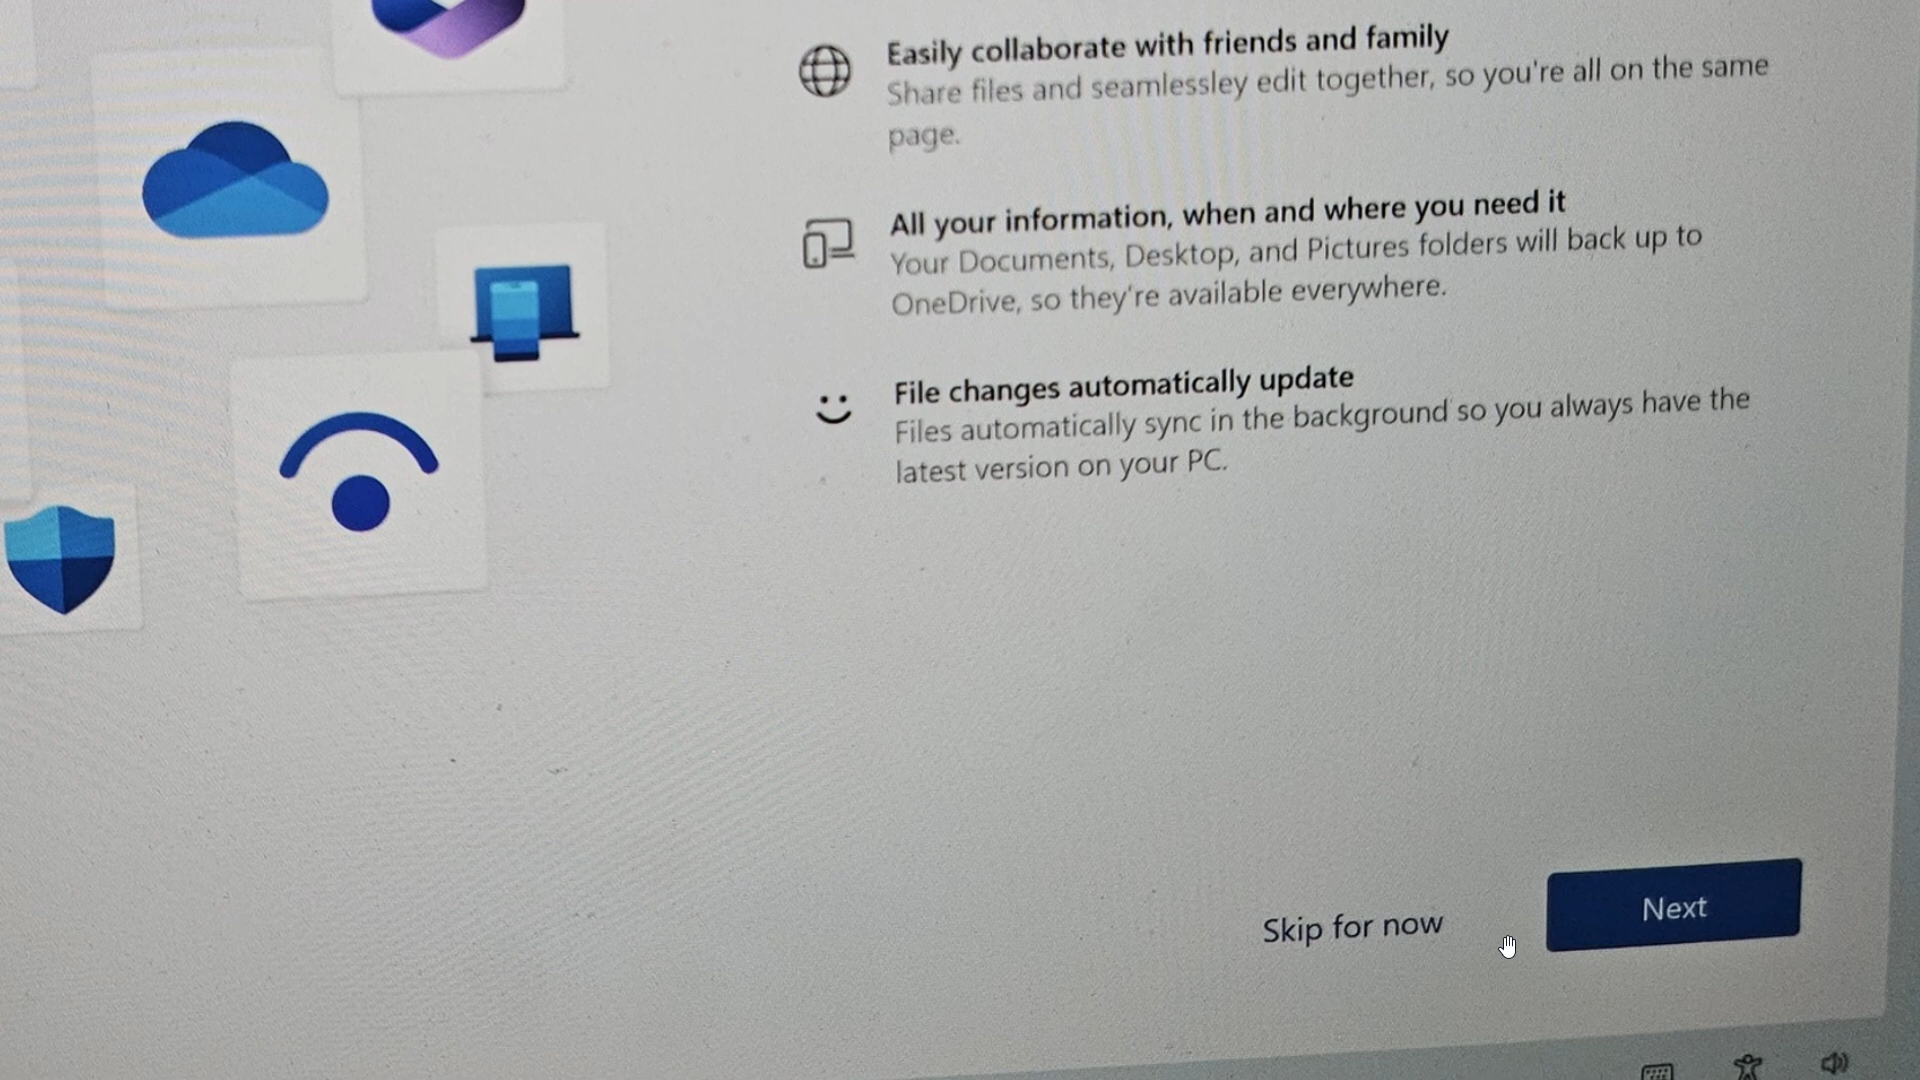 Easily collaborate with friends and family
Share files and seamlessley edit together, so you're all on the same
page.
All your information, when and where you need it
Your Documents, Desktop, and Pictures folders will back up to
OneDrive, so they're available everywhere.
File changes automatically update
Files automatically sync in the background so you always have the
latest version on your PC.
Skip for now
Next